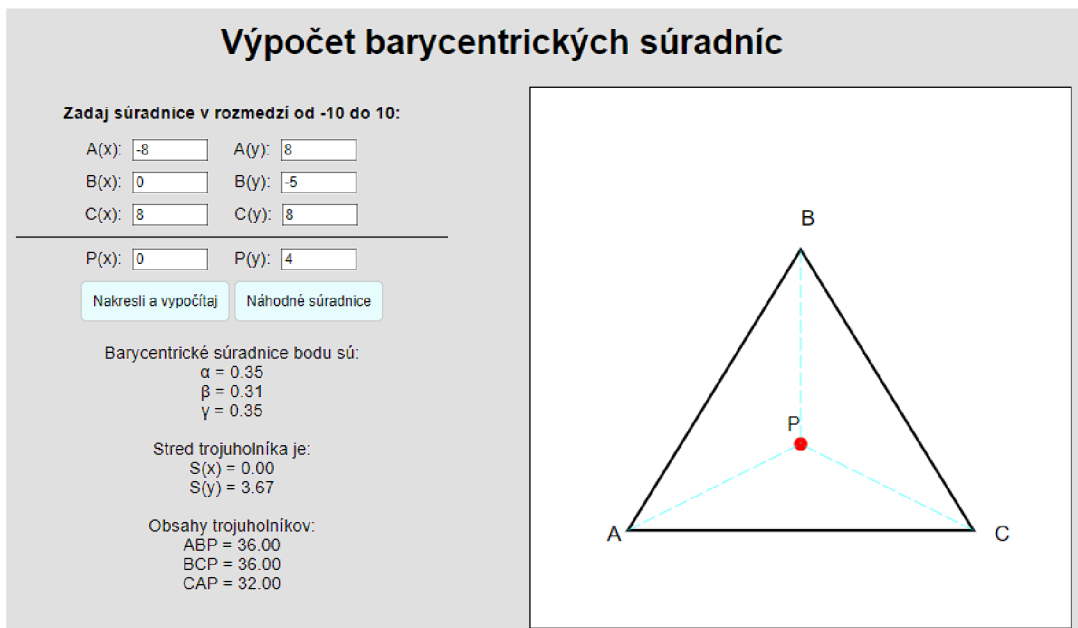 Výpočet barycentrických súradníc
Zadaj súradnice v rozmedzí od -10 do 10:
A(x): -8 A(y): 8
B(x): 0 B(y): -5
C(x): 8 C(y): 8
P(x): 0 P(y): 4
Nakresli a vypočítaj Náhodné súradnice
Barycentrické súradnice bodu sú:
α = 0.35
β = 0.31
γ = 0.35
Stred trojuholníka je:
S(x) = 0.00
S(y) = 3.67
Obsahy trojuholníkov:
ABP = 36.00
BCP = 36.00
CAP = 32.00
B
P
A
C